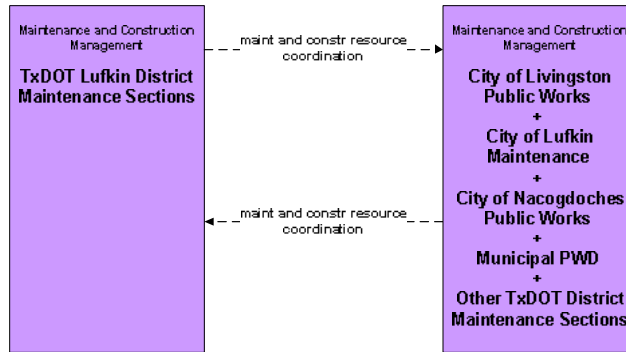 Maintenance and Construction
Management
TxDOT Lufkin District
Maintenance Sections
maint and constr resource
coordination
maint and constr resource
coordination
Maintenance and Construction
Management
City of Livingston
Public Works
+
City of Lufkin
Maintenance
+
City of Nacogdoches
Public Works
+
Municipal PWD
+
Other TxDOT District
Maintenance Sections